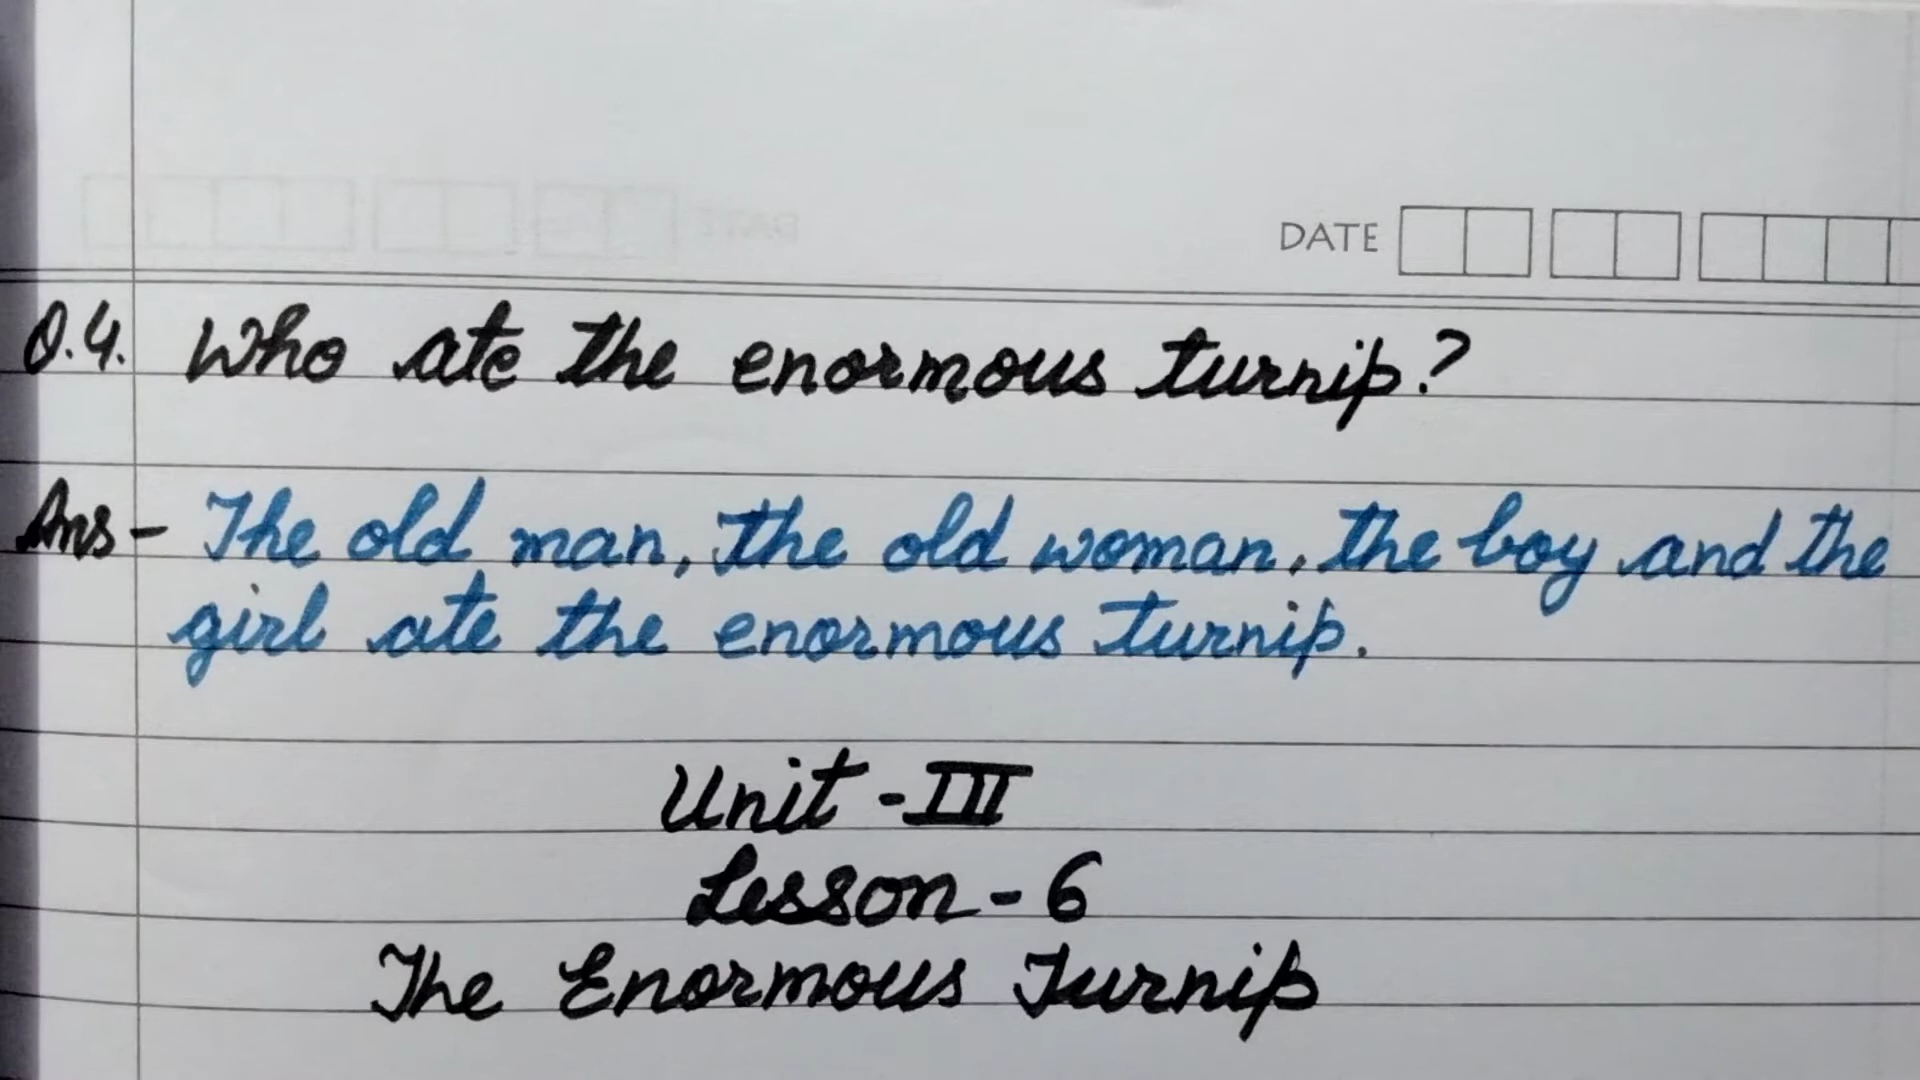 DATE
Q.4. Who ate the enormous turnip?
Ans- The old man, the old woman, the boy and the
girl ate the enormous turnip.
Unit - III
Lesson - 6
The Enormous Turnip